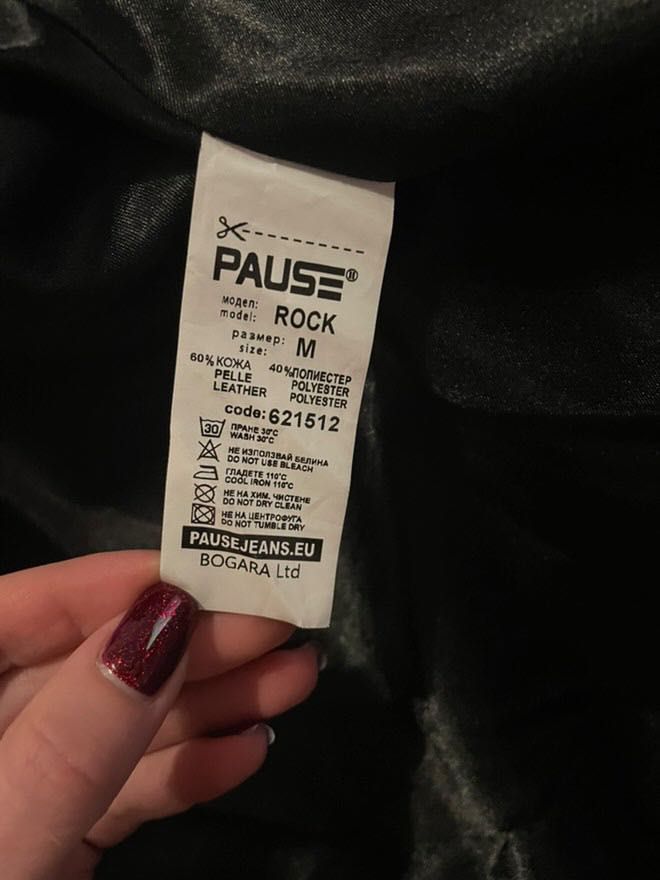 PAUSE®
модел:
model: ROCK
размер:
size: M
60% КОЖА 40%ПОЛИЕСТЕР
PELLE POLYESTER
LEATHER POLYESTER
code: 621512
30 ПРАНЕ 30°C
WASH 30°C
НЕ ИЗПОЛЗВАЙ БЕЛИНА
DO NOT USE BLEACH
ГЛАДЕТЕ 110°C
COOL IRON 110°C
НЕ НА ХИМ. ЧИСТЕНЕ
DO NOT DRY CLEAN
НЕ НА ЦЕНТРОФУГА
DO NOT TUMBLE DRY
PAUSEJEANS.EU
BOGARA Ltd